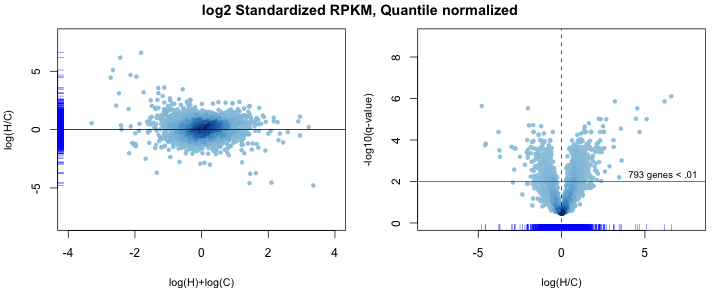 log2 Standardized RPKM, Quantile normalized
log(H/C)
5
0
-5
-4
-2
0
2
4
log(H)+log(C)
-log10(q-value)
8
6
4
2
0
793 genes < .01
-5
0
5
log(H/C)